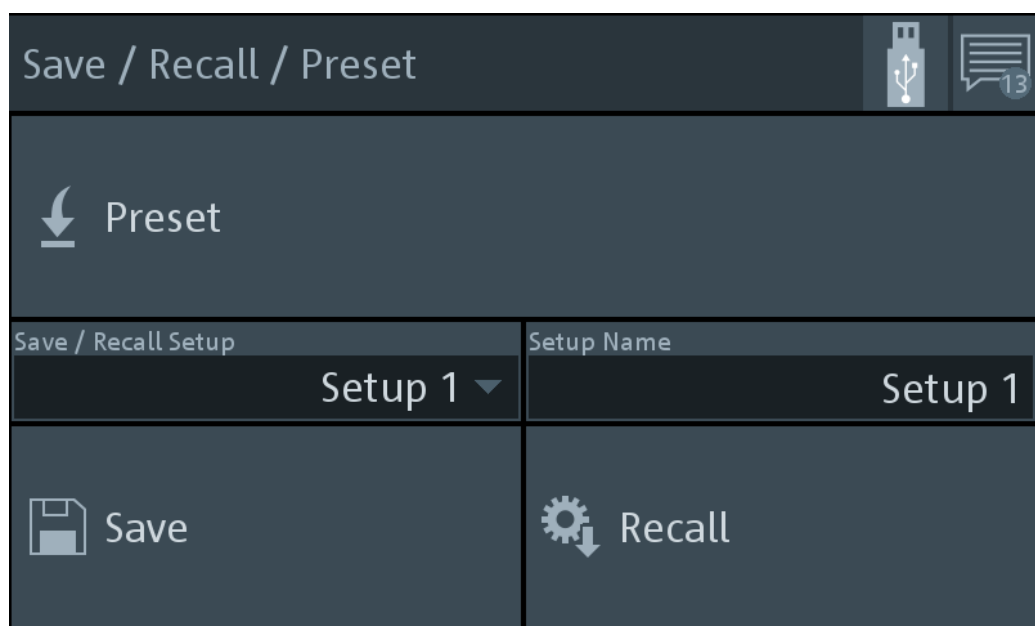 Save / Recall / Preset
13
Preset
Save / Recall Setup
Setup Name
Setup 1
Setup 1
Save
Recall